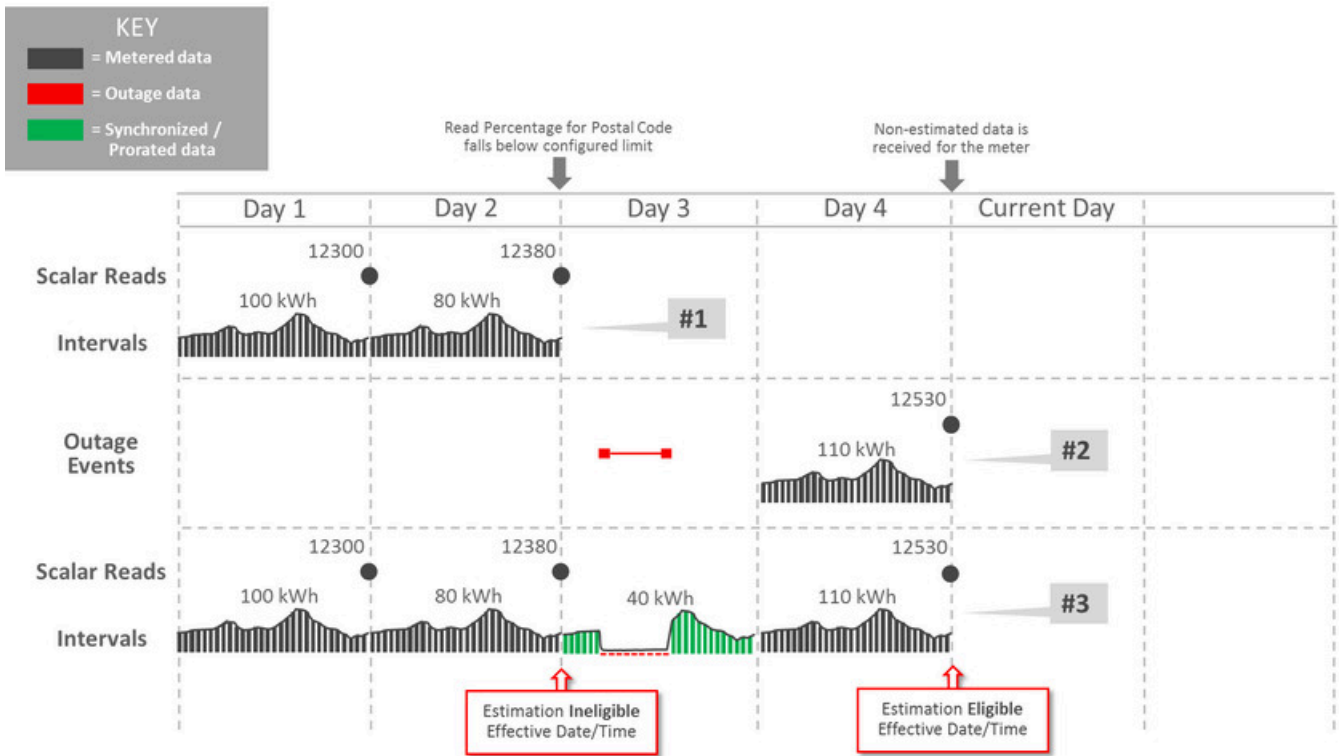 KEY
= Metered data
= Outage data
= Synchronized /
Prorated data
Read Percentage for Postal Code
falls below configured limit
Non-estimated data is
received for the meter
Day 1 Day 2 Day 3 Day 4 Current Day
12300 12380
Scalar Reads
100 kWh 80 kWh
#1
Intervals
12530
Outage
Events
110 kWh
#2
12300 12380 12530
Scalar Reads
100 kWh 80 kWh 40 kWh 110 kWh
#3
Intervals
Estimation Ineligible
Effective Date/Time
Estimation Eligible
Effective Date/Time